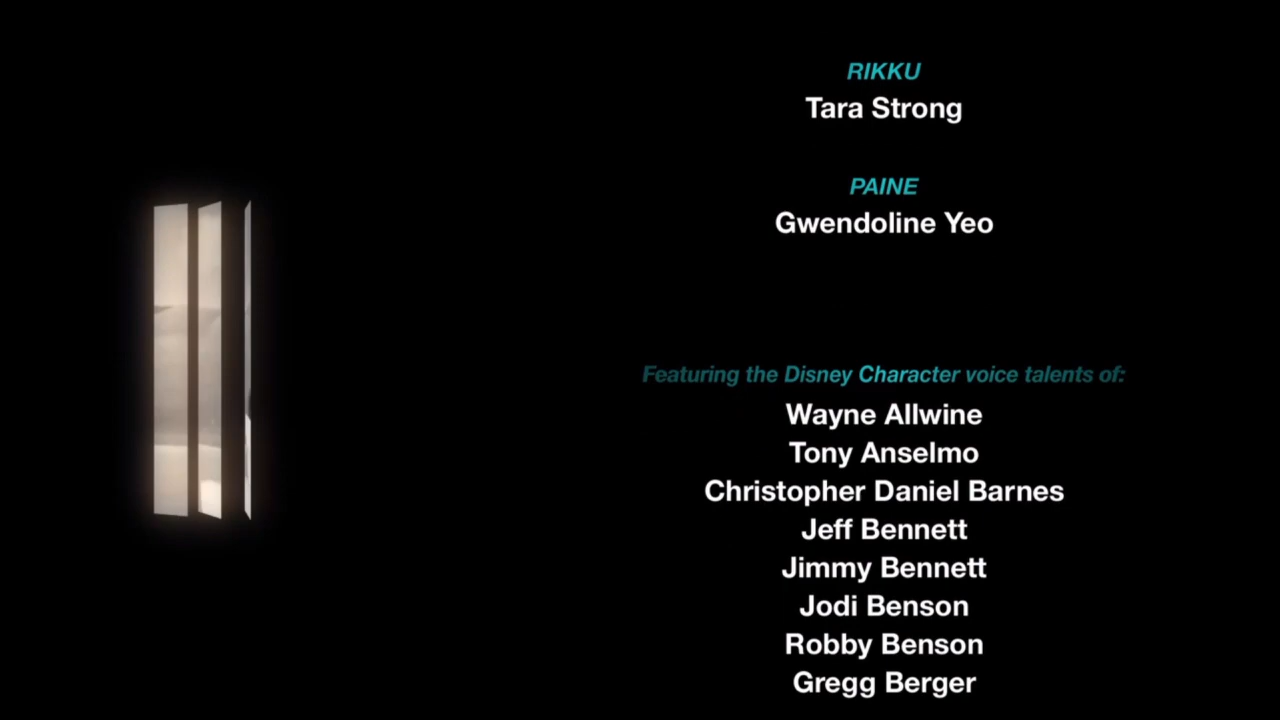 RIKKU
Tara Strong
PAINE
Gwendoline Yeo
Featuring the Disney Character voice talents of:
Wayne Allwine
Tony Anselmo
Christopher Daniel Barnes
Jeff Bennett
Jimmy Bennett
Jodi Benson
Robby Benson
Gregg Berger